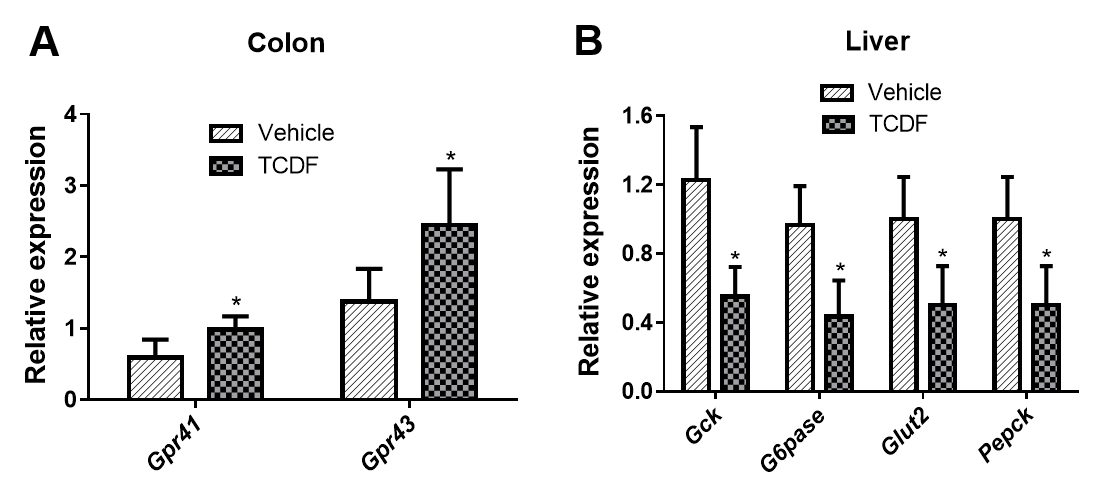 A
Colon
Relative expression
4
3
2
1
0
Vehicle
TCDF
*
*
Gpr41
Gpr43
B
Liver
Relative expression
1.6
1.2
0.8
0.4
0.0
Vehicle
TCDF
*
*
*
*
Gck
G6pase
Glut2
Pepck